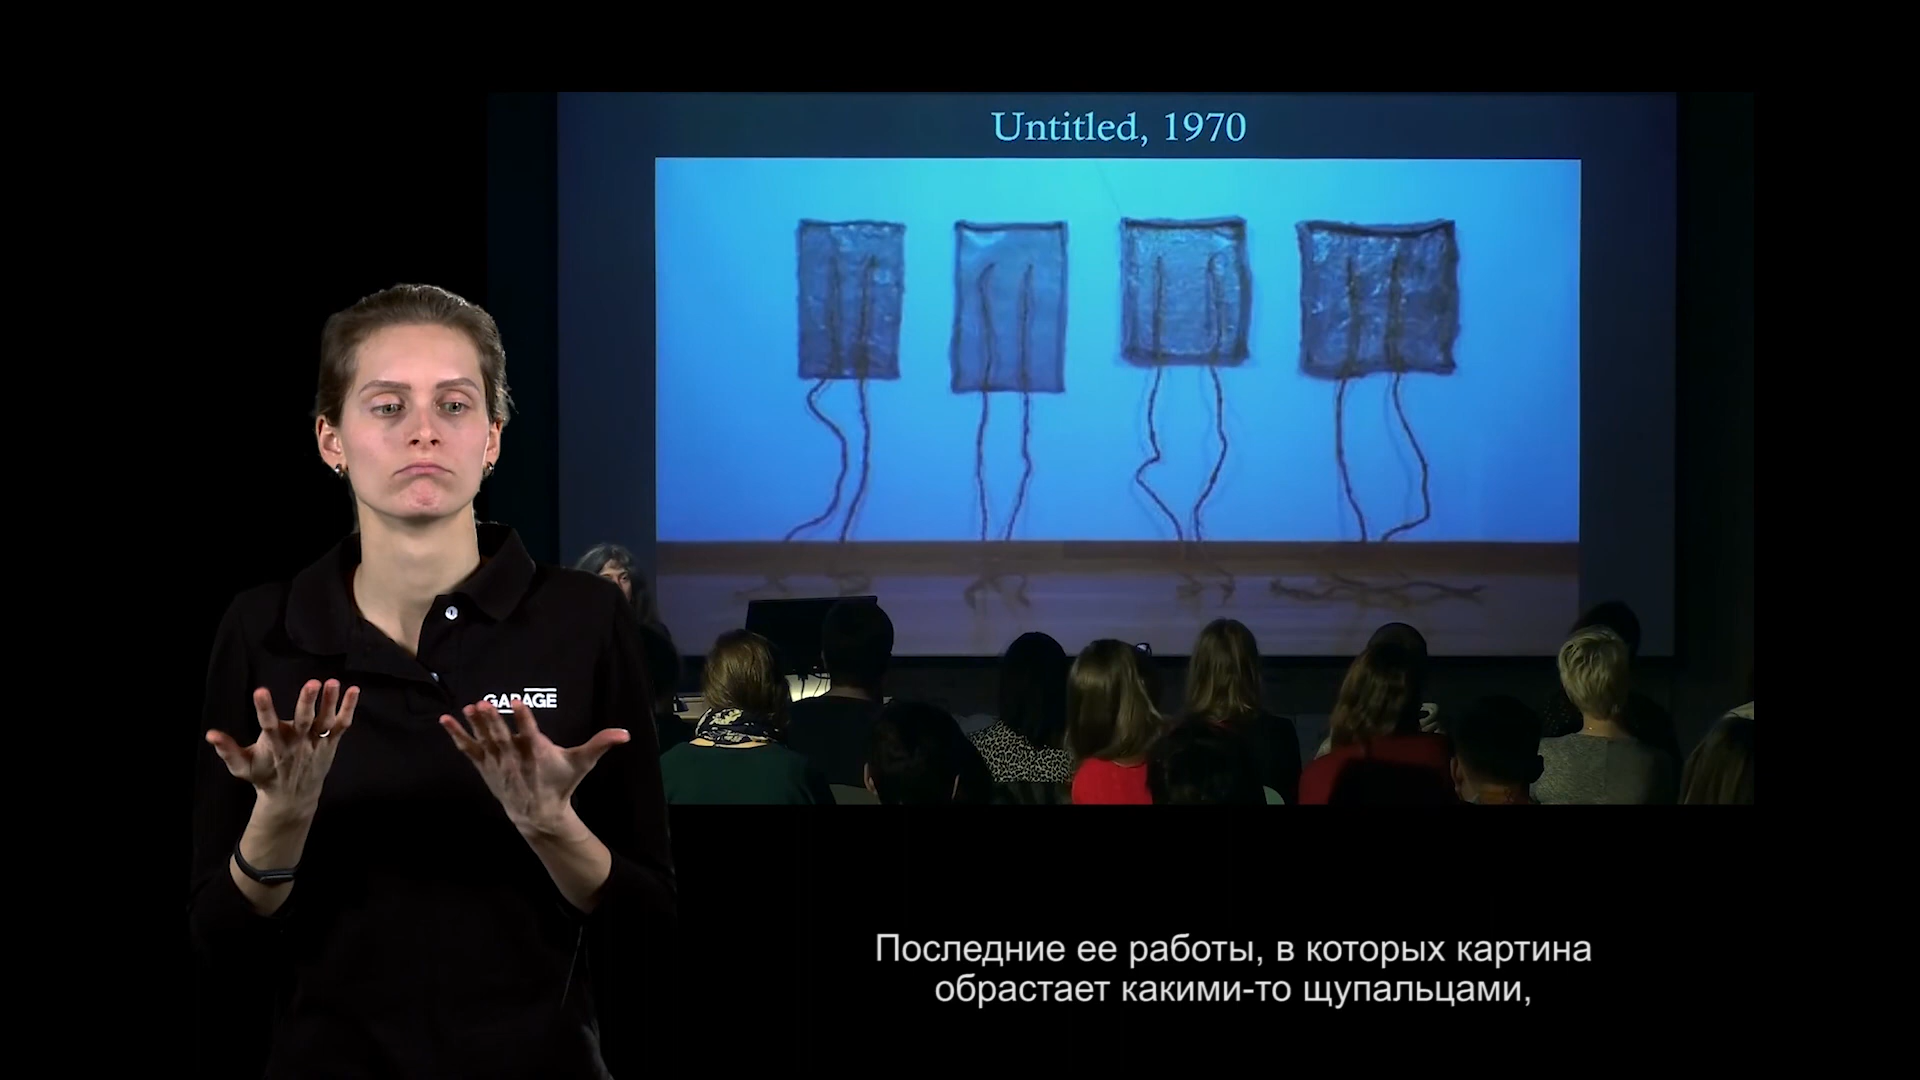 Untitled, 1970
GARAGE
Последние ее работы, в которых картина
обрастает какими-то щупальцами,